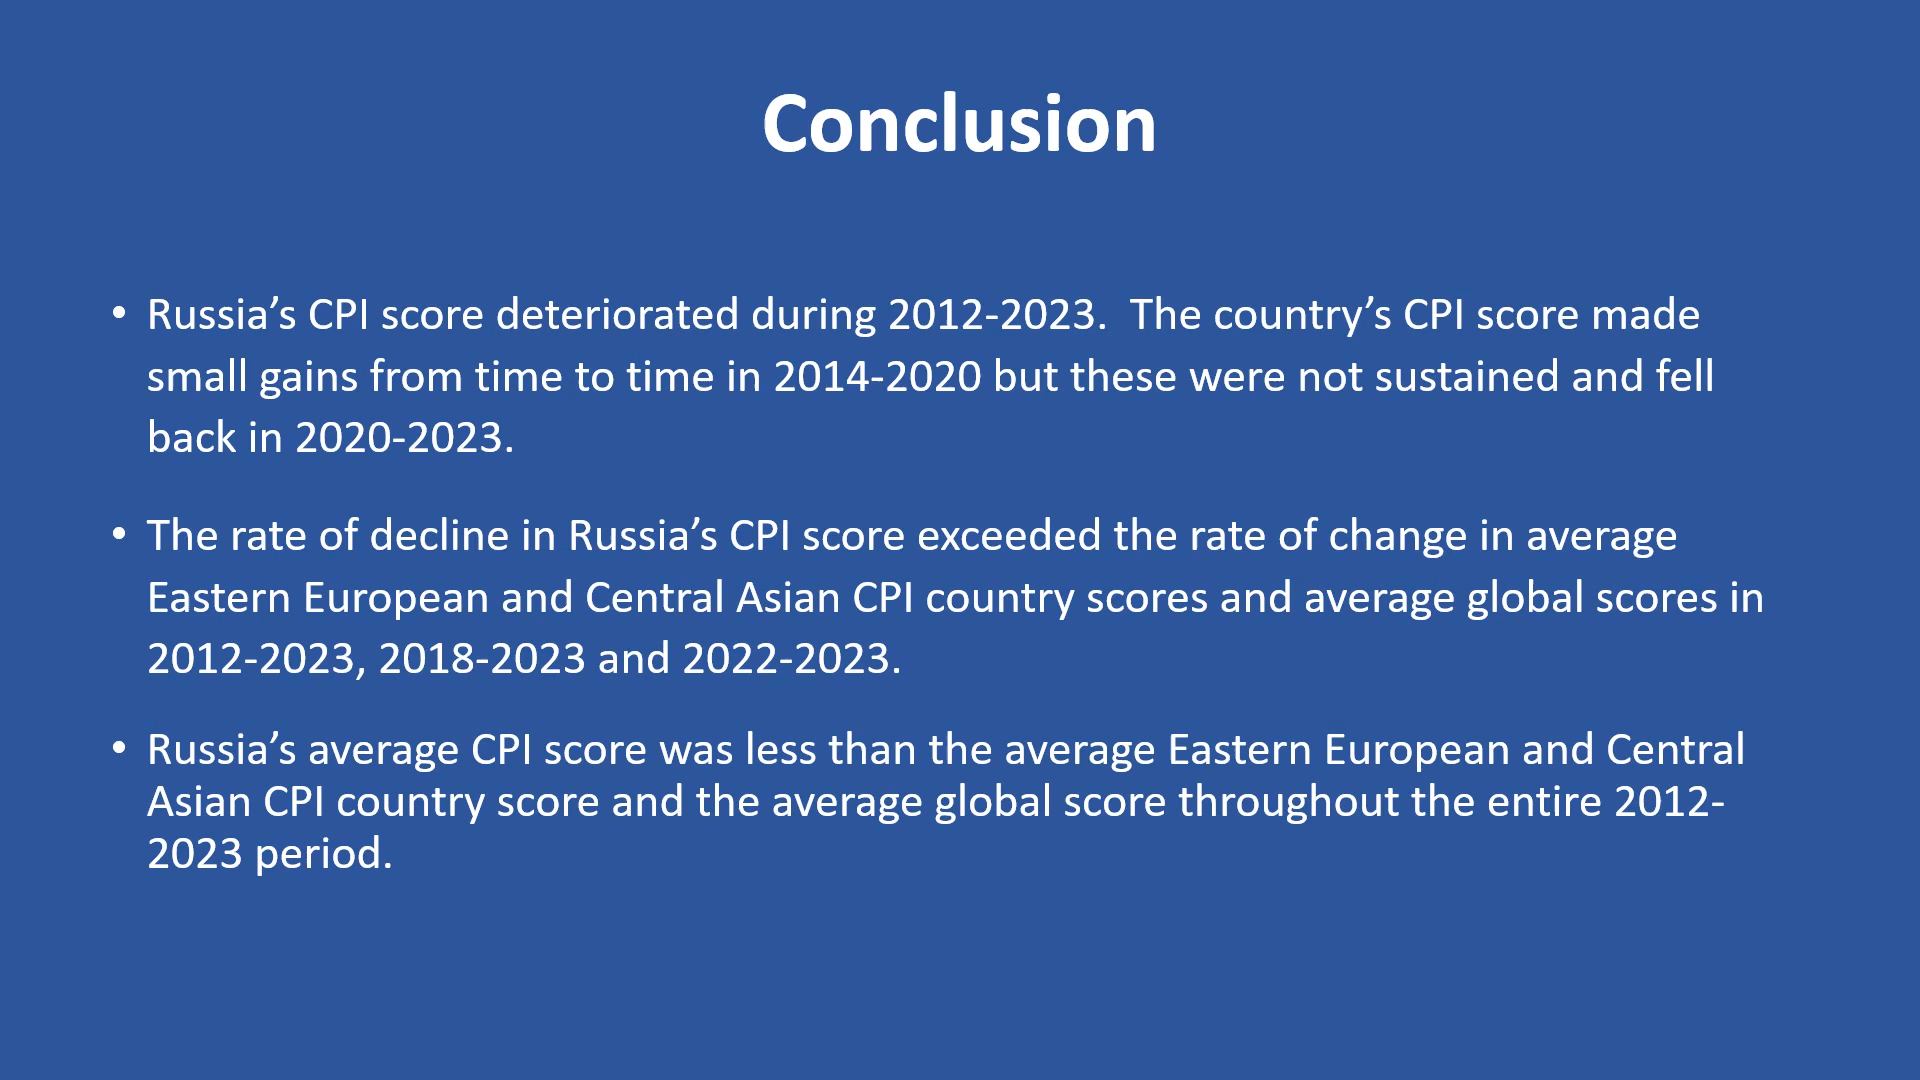 Conclusion
• Russia’s CPI score deteriorated during 2012-2023.  The country’s CPI score made
small gains from time to time in 2014-2020 but these were not sustained and fell
back in 2020-2023.
• The rate of decline in Russia’s CPI score exceeded the rate of change in average
Eastern European and Central Asian CPI country scores and average global scores in
2012-2023, 2018-2023 and 2022-2023.
• Russia’s average CPI score was less than the average Eastern European and Central
Asian CPI country score and the average global score throughout the entire 2012-
2023 period.